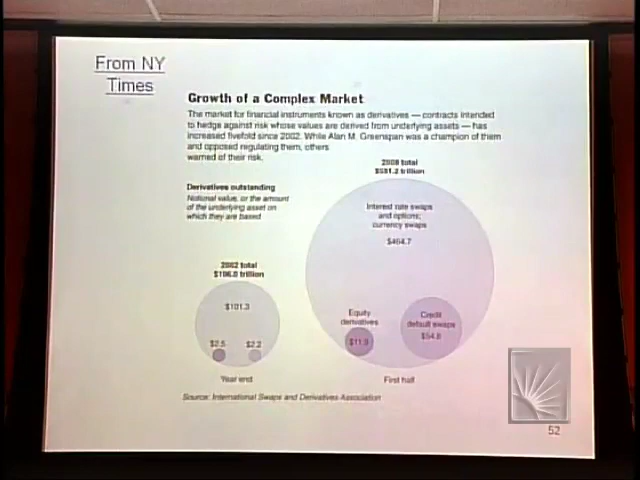 From NY
Times
Growth of a Complex Market
The market for financial instruments known as derivatives — contracts intended
to hedge against risk whose values are derived from underlying assets — has
increased fivefold since 2002. While Alan M. Greenspan was a champion of them
and opposed regulating them, others
warned of their risk.
2008 total
$531.2 trillion
Derivatives outstanding
Notional value, or the amount
of the underlying asset on
which they are based
Interest rate swaps
and options;
currency swaps
$464.7
2002 total
$106.0 trillion
$101.3
Equity
derivatives
Credit
default swaps
$11.9
$54.6
$2.5
$2.2
Year end
First half
Source: International Swaps and Derivatives Association
52